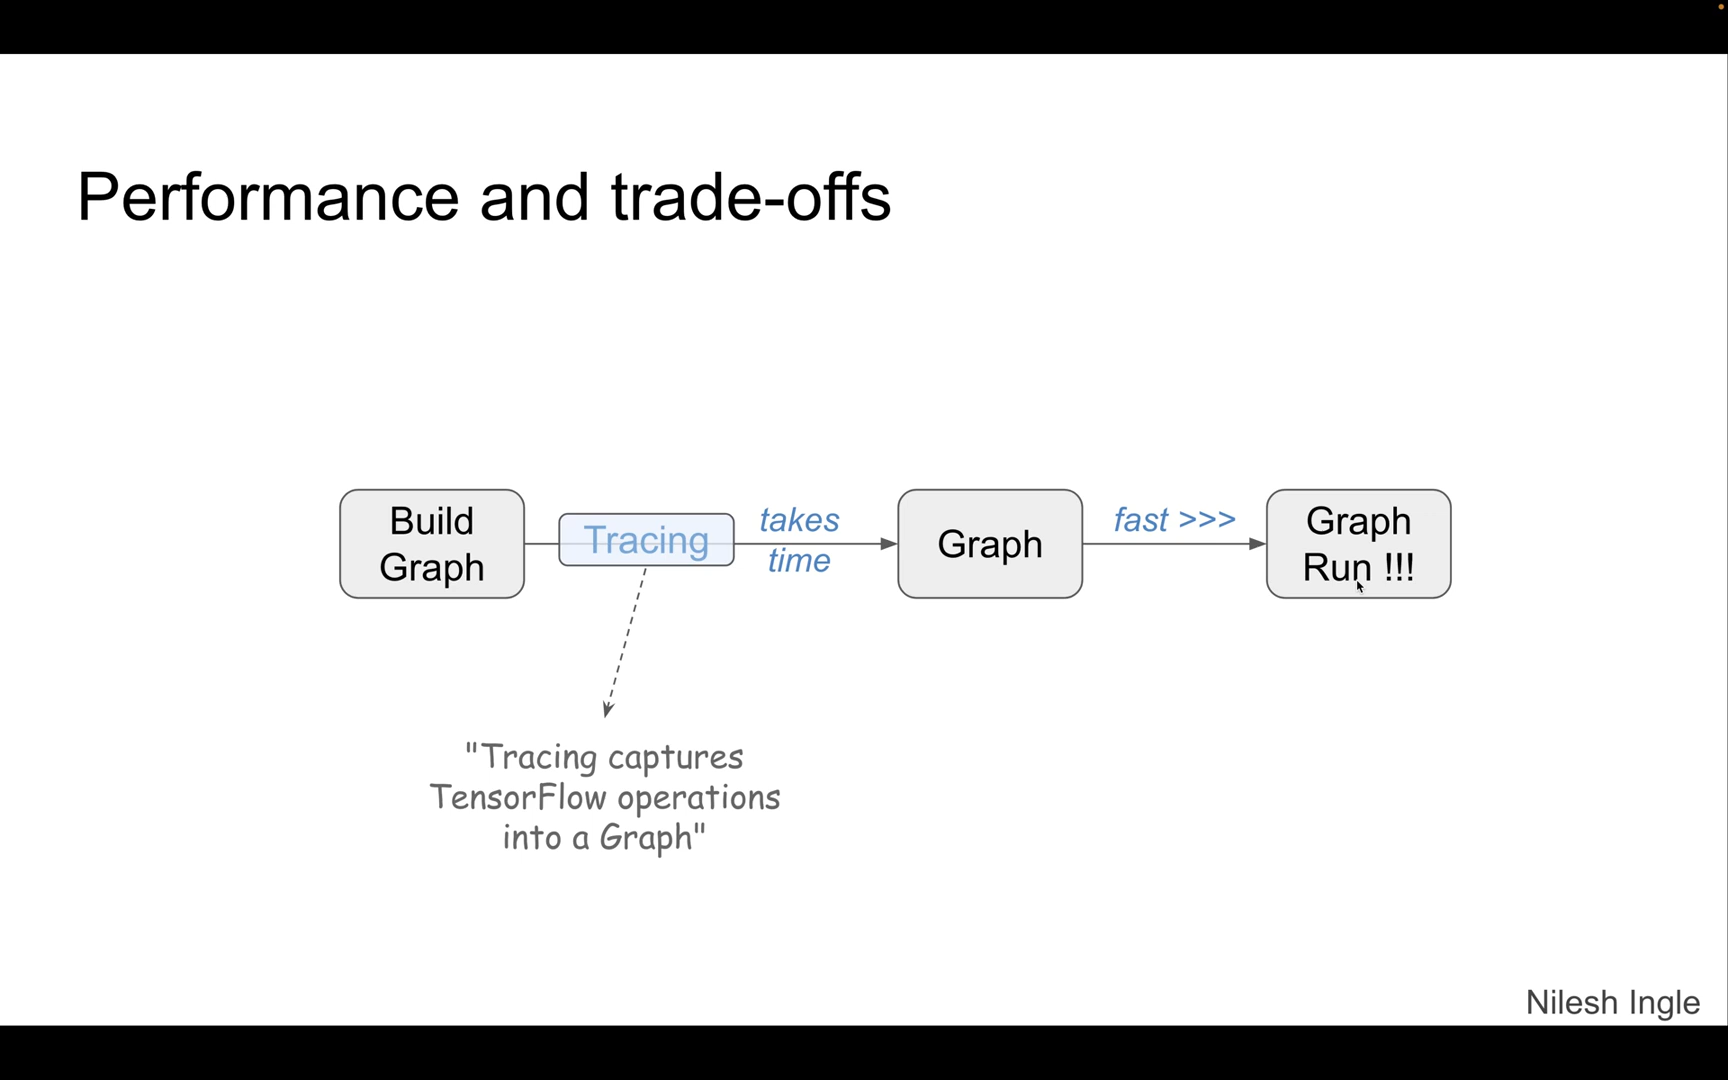 Performance and trade-offs
Build
Graph
Tracing
takes
time
Graph
fast >>>
Graph
Run !!!
"Tracing captures
TensorFlow operations
into a Graph"
Nilesh Ingle